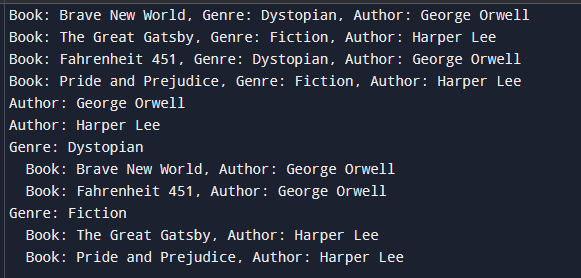 Book: Brave New World, Genre: Dystopian, Author: George Orwell
Book: The Great Gatsby, Genre: Fiction, Author: Harper Lee
Book: Fahrenheit 451, Genre: Dystopian, Author: George Orwell
Book: Pride and Prejudice, Genre: Fiction, Author: Harper Lee
Author: George Orwell
Author: Harper Lee
Genre: Dystopian
  Book: Brave New World, Author: George Orwell
  Book: Fahrenheit 451, Author: George Orwell
Genre: Fiction
  Book: The Great Gatsby, Author: Harper Lee
  Book: Pride and Prejudice, Author: Harper Lee